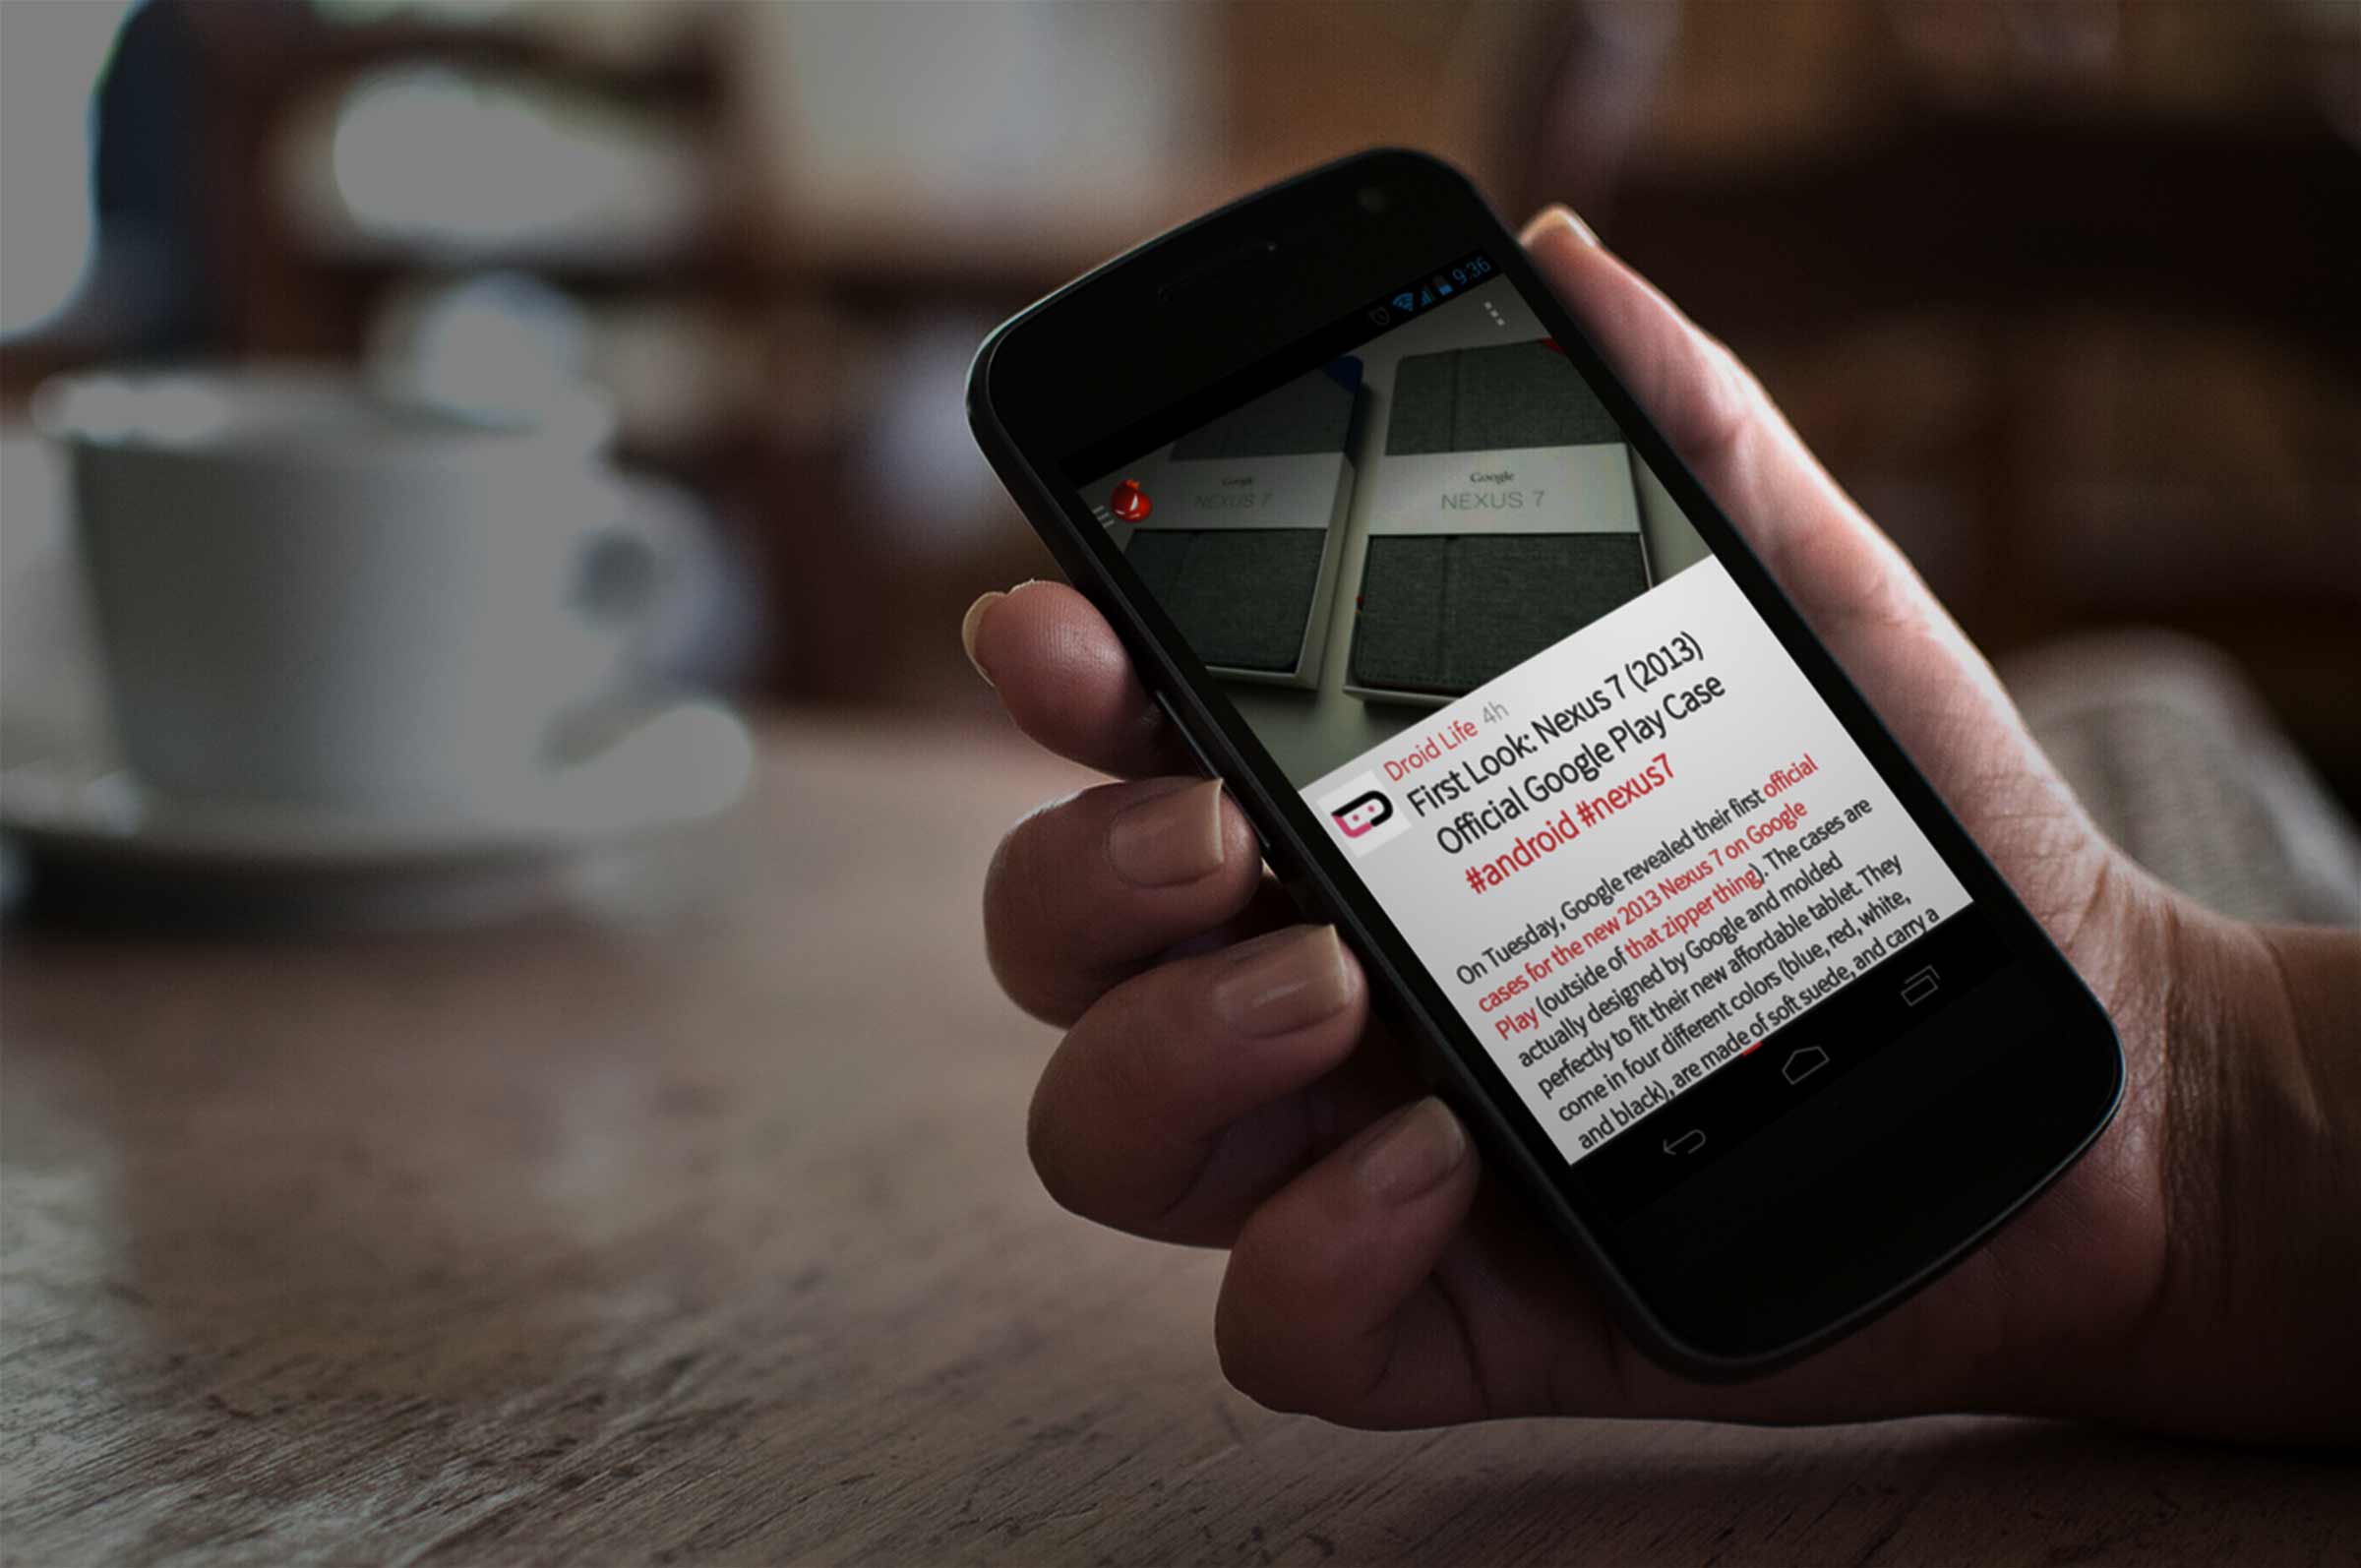 9:36
Google
NEXUS 7
Google
NEXUS 7
Droid Life 4h
First Look: Nexus 7 (2013)
Official Google Play Case
#android #nexus7
On Tuesday, Google revealed their first official
cases for the new 2013 Nexus 7 on Google
Play (outside of that zipper thing). The cases are
actually designed by Google and molded
perfectly to fit their new affordable tablet. They
come in four different colors (blue, red, white,
and black), are made of soft suede, and carry a